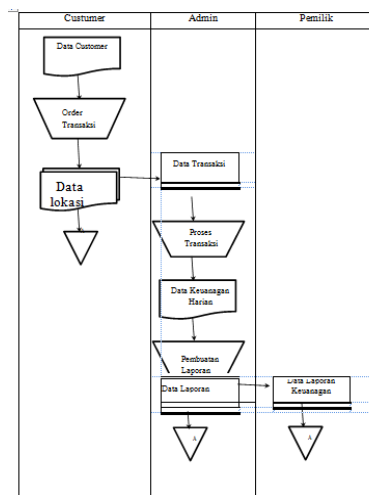 Custumer
Admin
Pemilik
Data Customer
Order
Transaksi
Data
lokasi
Data Transaksi
Proses
Transaksi
Data Keuanagan
Harian
Pembuatan
Laporan
Data Laporan
Data Laporan
Keuangan
A
A